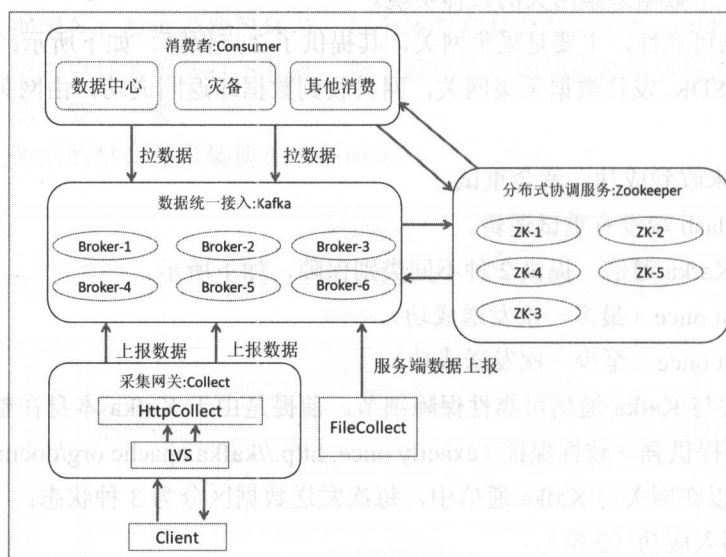 消费者:Consumer
数据中心
灾备
其他消费
拉数据
拉数据
数据统一接入:Kafka
Broker-1
Broker-2
Broker-3
Broker-4
Broker-5
Broker-6
分布式协调服务:Zookeeper
ZK-1
ZK-2
ZK-4
ZK-5
ZK-3
上报数据
上报数据
服务端数据上报
采集网关:Collect
HttpCollect
LVS
FileCollect
Client